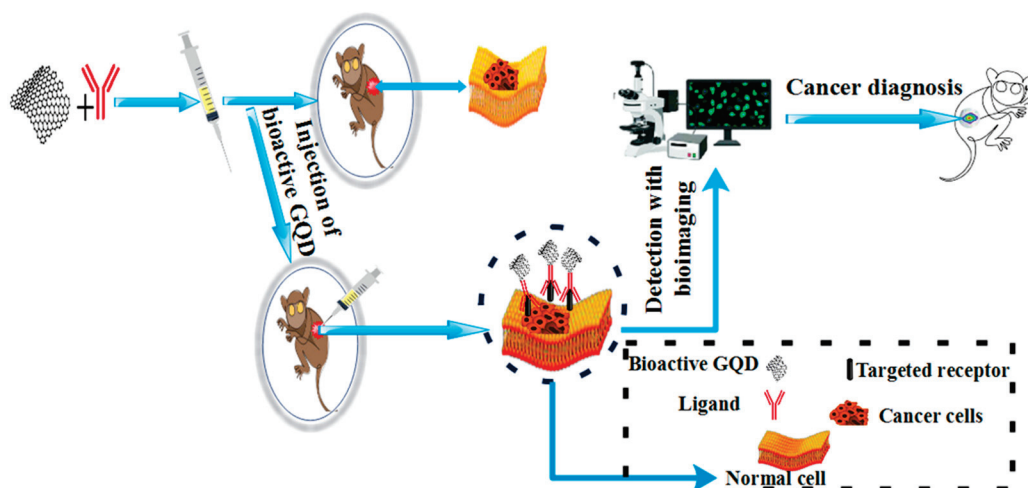 +
Injection of
bioactive GQD
Detection with
bioimaging
Cancer diagnosis
Bioactive GQD
Targeted receptor
Ligand
Cancer cells
Normal cell